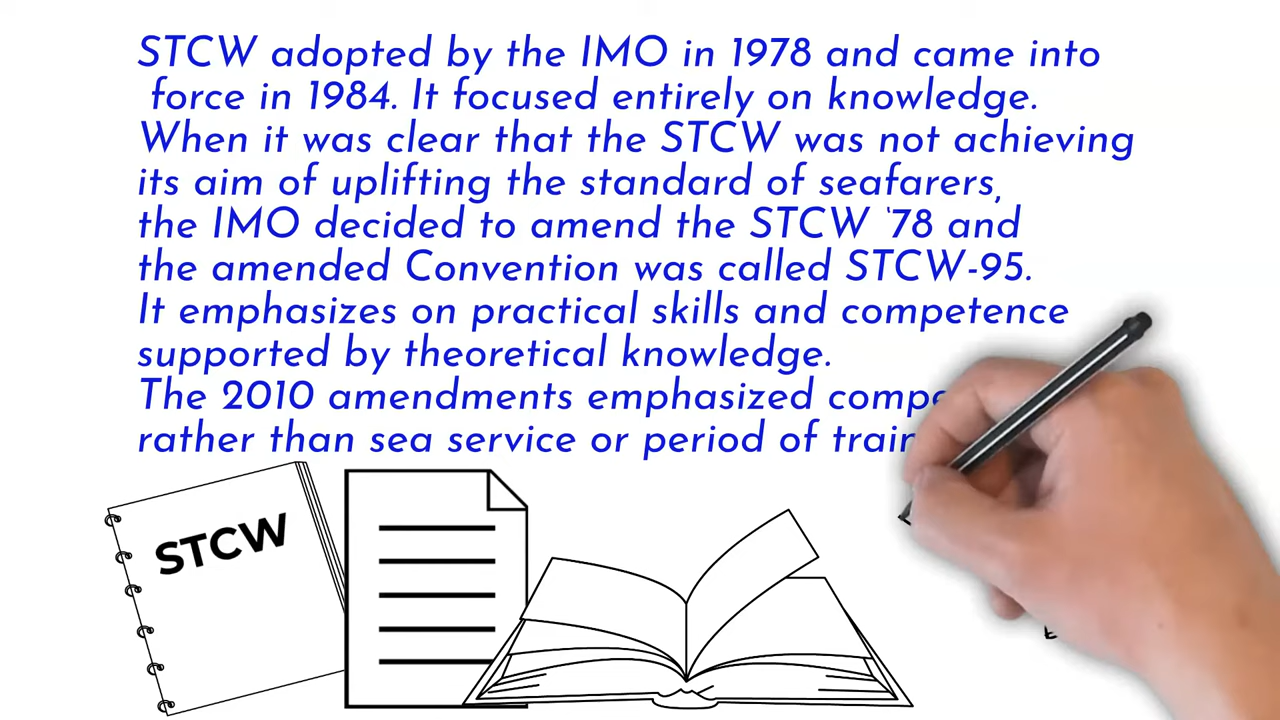 STCW adopted by the IMO in 1978 and came into
force in 1984. It focused entirely on knowledge.
When it was clear that the STCW was not achieving
its aim of uplifting the standard of seafarers,
the IMO decided to amend the STCW '78 and
the amended Convention was called STCW-95.
It emphasizes on practical skills and competence
supported by theoretical knowledge.
The 2010 amendments emphasized
rather than sea service or period of
STCW